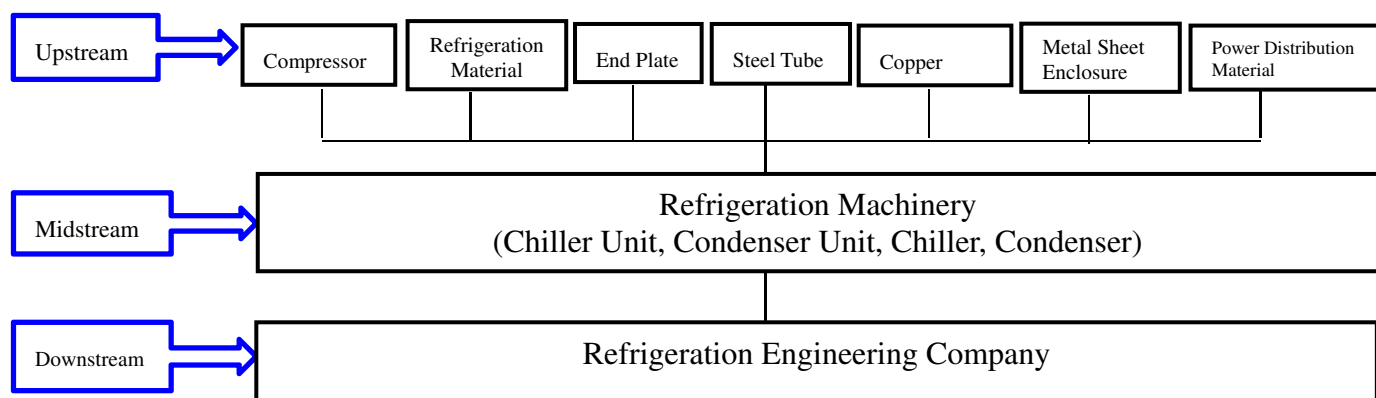 Upstream
Compressor
Refrigeration
Material
End Plate
Steel Tube
Copper
Metal Sheet
Enclosure
Power Distribution
Material
Midstream
Refrigeration Machinery
(Chiller Unit, Condenser Unit, Chiller, Condenser)
Downstream
Refrigeration Engineering Company